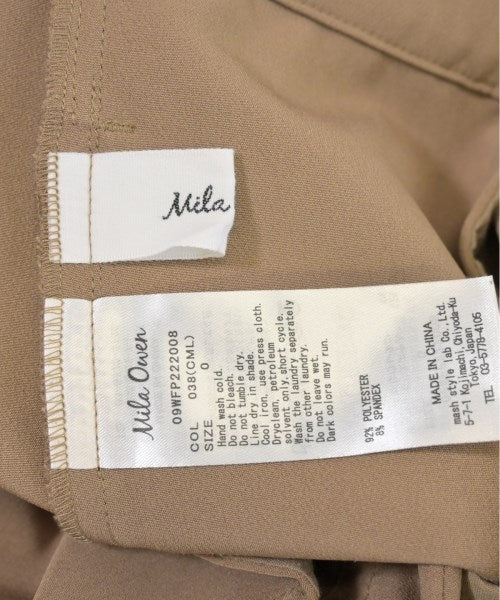 Mila
Mila Owen
09WFP222008
COL 038(CML)
SIZE 0
Hand wash cold.
Do not bleach.
Do not tumble dry.
Line dry in shade.
Cool iron, use press cloth.
Dryclean, petroleum
solvent only, short cycle.
Wash the laundry separately
from other laundry.
Do not leave wet.
Dark colors may run.
92% POLYESTER
8% SPANDEX
MADE IN CHINA
mash style lab Co.,Ltd.
5-7-1 Kojimachi,Chiyoda-Ku
Tokyo,Japan
TEL 03-5778-4105